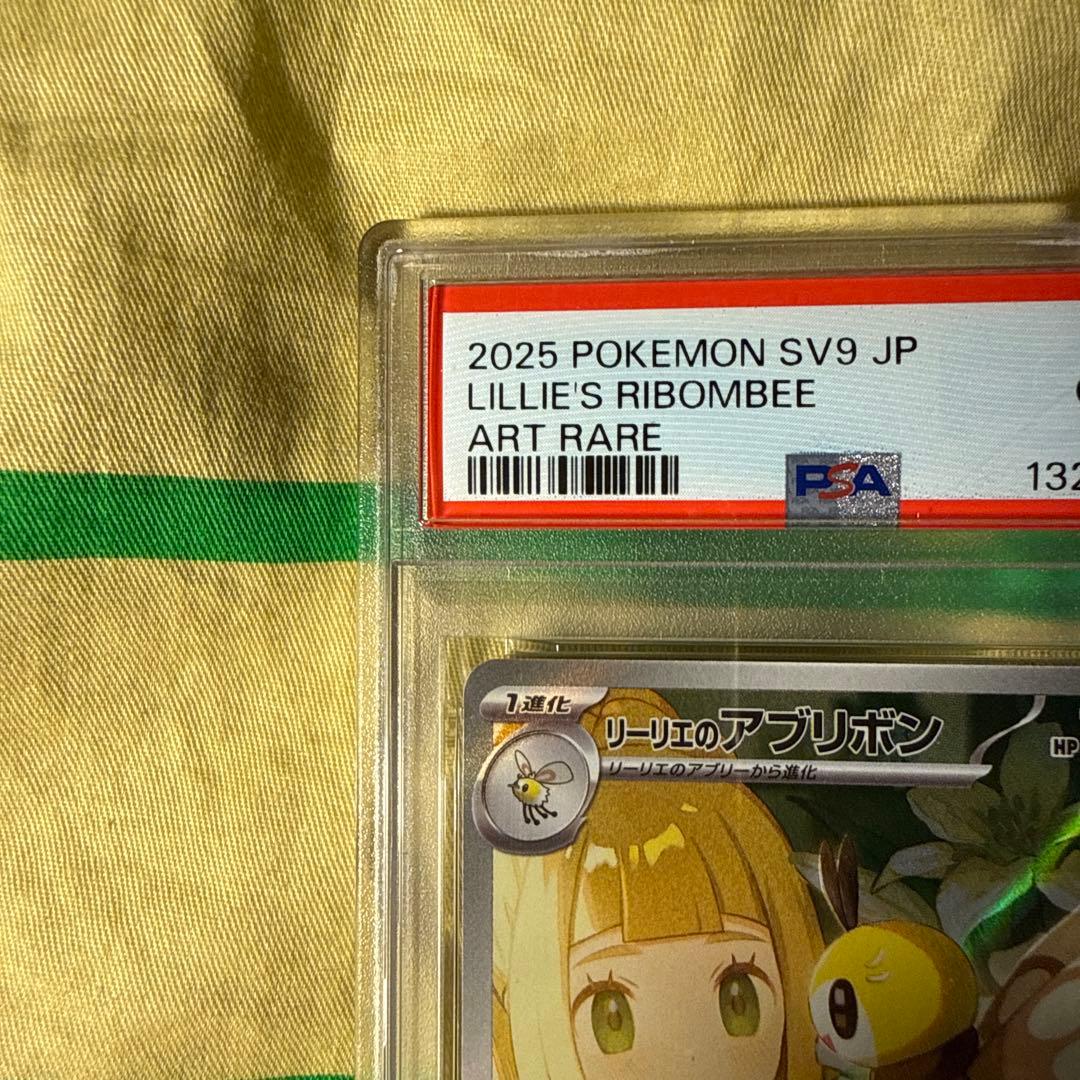 2025 POKEMON SV9 JP
LILLIE'S RIBOMBEE
ART RARE
PSA
132
1進化
リーリエのアブリボン
HP
リーリエのアブリーから進化